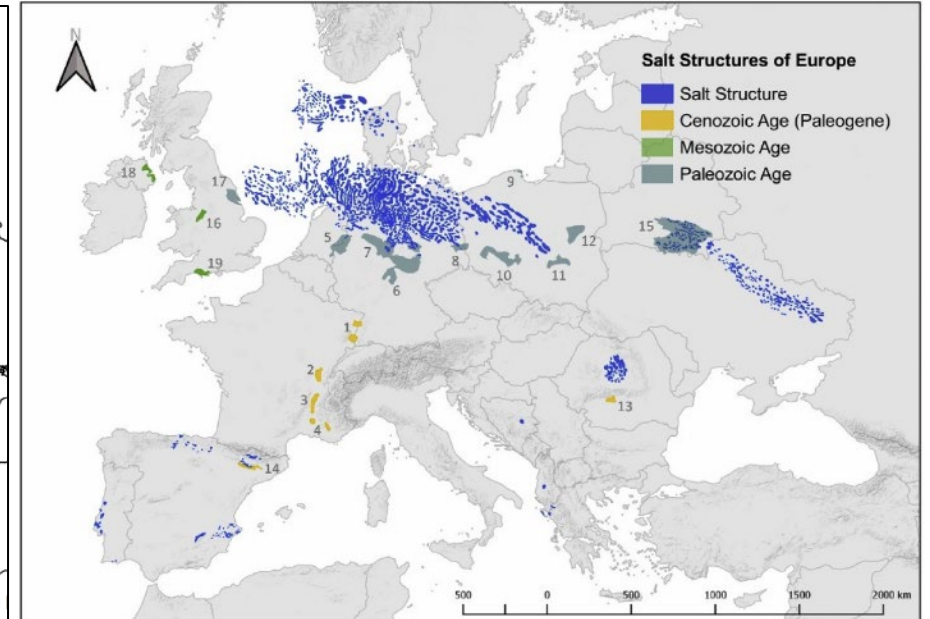 N
Salt Structures of Europe
Salt Structure
Cenozoic Age (Paleogene)
Mesozoic Age
Paleozoic Age
18
17
16
19
9
5
7
8
6
10
11
12
15
1
2
3
4
13
14
500 0 500 1000 1500 2000 km